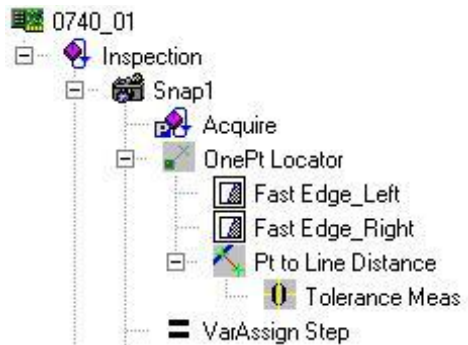 0740_01
Inspection
Snap1
Acquire
OnePt Locator
Fast Edge_Left
Fast Edge_Right
Pt to Line Distance
Tolerance Meas
VarAssign Step